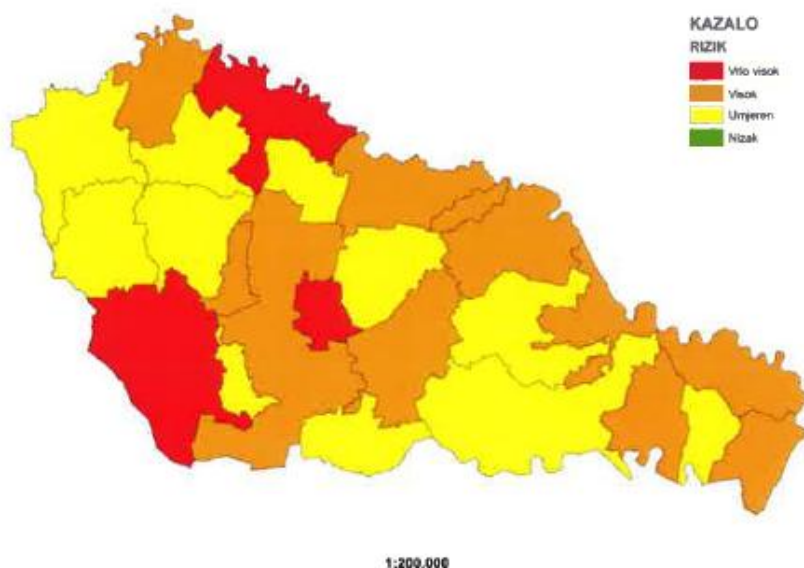 KAZALO
RIZIK
Vrlo visok
Visok
Umjeren
Nizak
1:200.000